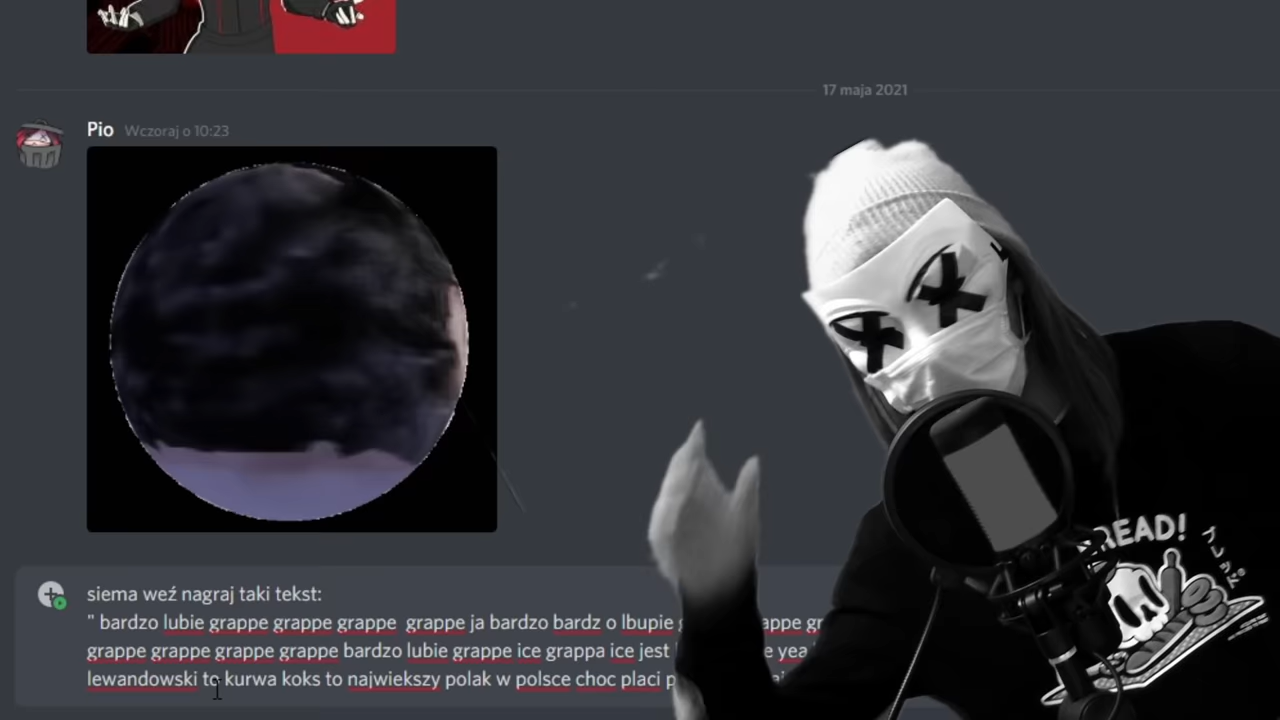 17 maja 2021
Pio Wczoraj o 10:23
siema weź nagraj taki tekst:
" bardzo lubie grappe grappe grappe grappe ja bardzo bardz o lbupie
grappe grappe grappe grappe bardzo lubie grappe ice grappa ice jest yea
lewandowski to kurwa koks to najwiekszy polak w polsce choc placi
READ!